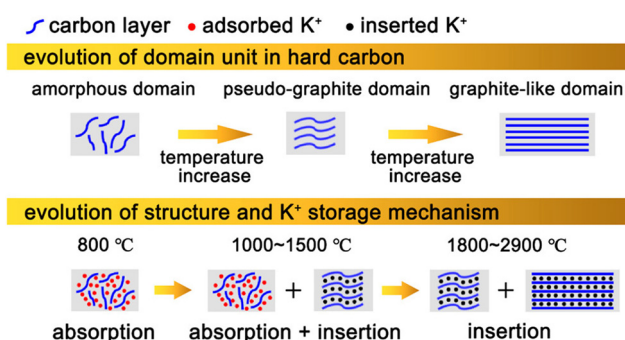 carbon layer adsorbed K⁺ inserted K⁺
evolution of domain unit in hard carbon
amorphous domain pseudo-graphite domain graphite-like domain
temperature increase temperature increase
evolution of structure and K⁺ storage mechanism
800 ℃ 1000~1500 ℃ 1800~2900 ℃
+ +
absorption absorption + insertion insertion